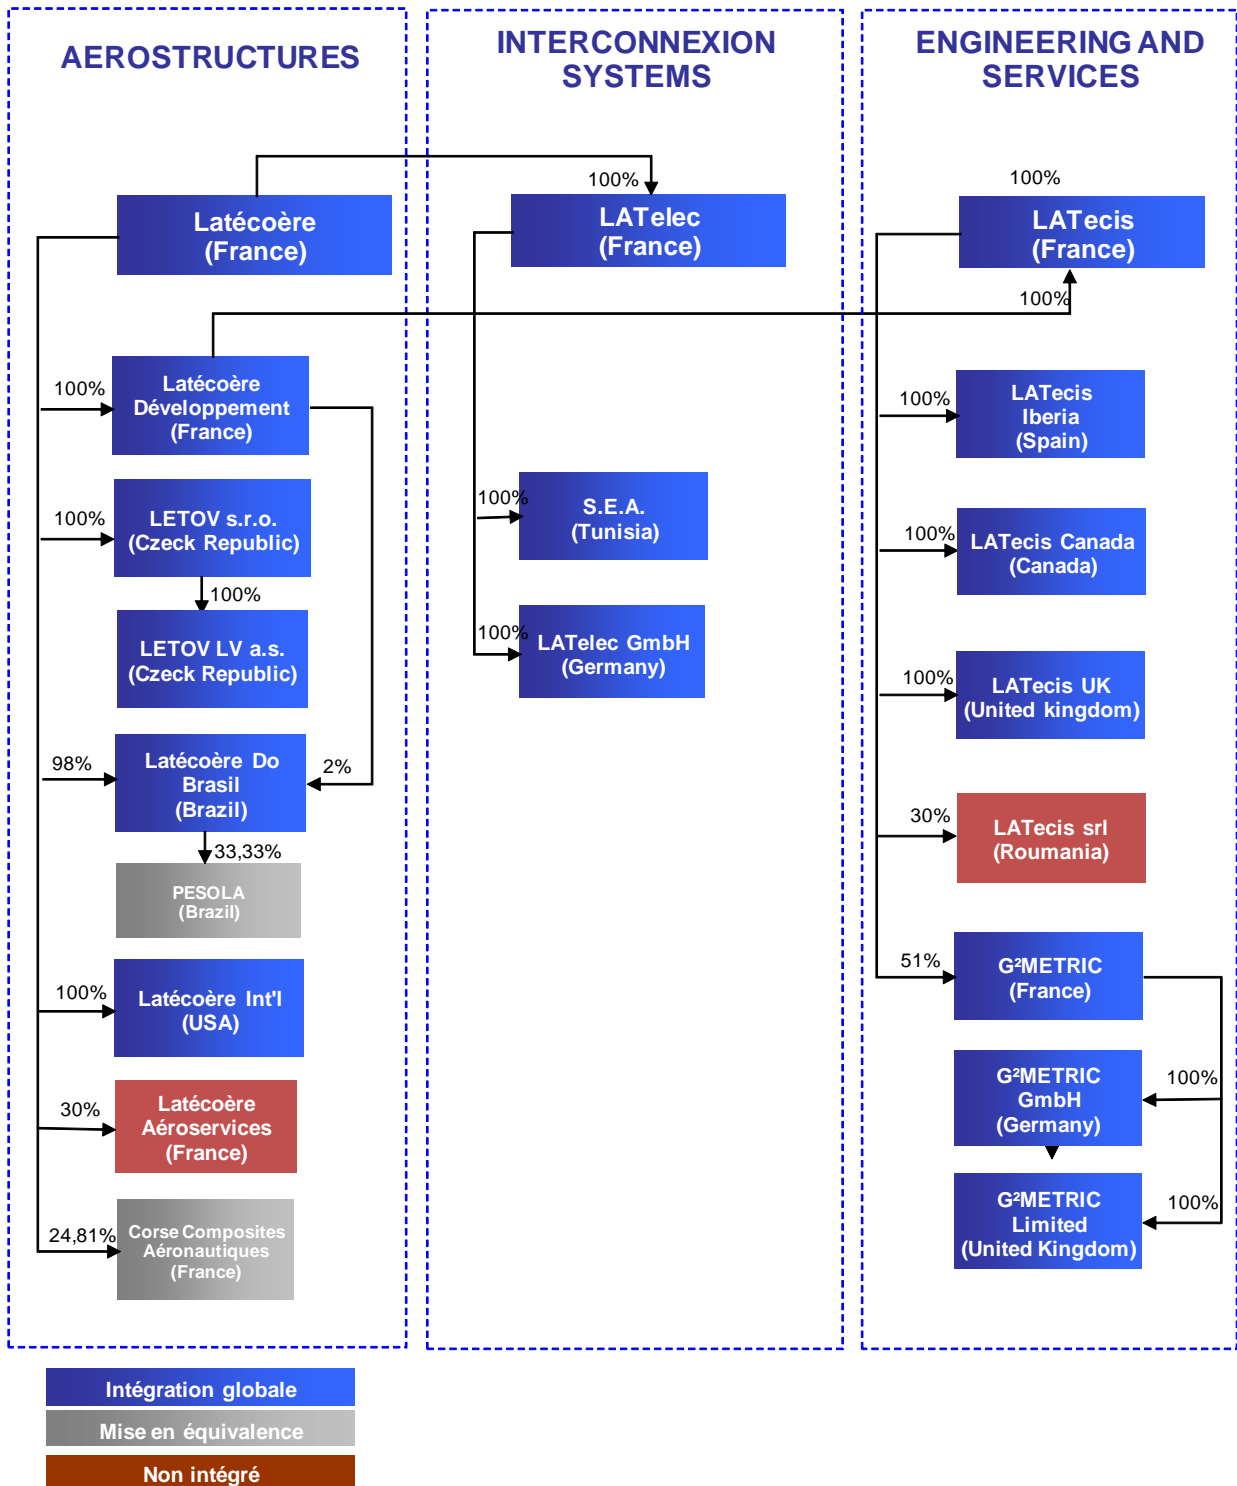 AEROSTRUCTURES
Latécoère
(France)
100%
Latécoère
Développement
(France)
100%
LETOV s.r.o.
(Czeck Republic)
100%
LETOV LV a.s.
(Czeck Republic)
98%
Latécoère Do
Brasil
(Brazil)
2%
33,33%
PESOLA
(Brazil)
100%
Latécoère Int'l
(USA)
30%
Latécoère
Aéroservices
(France)
24,81%
Corse Composites
Aéronautiques
(France)
INTERCONNEXION
SYSTEMS
100%
LATelec
(France)
100%
S.E.A.
(Tunisia)
100%
LATelec GmbH
(Germany)
ENGINEERING AND
SERVICES
100%
LATecis
(France)
100%
100%
LATecis
Iberia
(Spain)
100%
LATecis Canada
(Canada)
100%
LATecis UK
(United kingdom)
30%
LATecis srl
(Roumania)
51%
G²METRIC
(France)
G²METRIC
GmbH
(Germany)
100%
G²METRIC
Limited
(United Kingdom)
100%
Intégration globale
Mise en équivalence
Non intégré